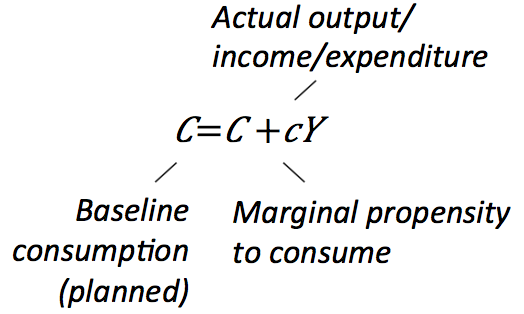 Actual output/
income/expenditure
C=C+cY
Baseline
consumption
(planned)
Marginal propensity
to consume